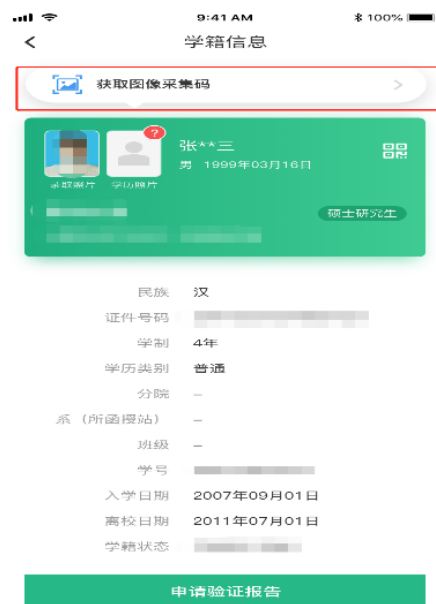 9:41 AM
100%
学籍信息
获取图像采集码
?
张**三
男 1999年03月16日
录取照片 学历照片
硕士研究生
民族 汉
证件号码
学制 4年
学历类别 普通
分院 –
系（所函授站） –
班级 –
学号
入学日期 2007年09月01日
离校日期 2011年07月01日
学籍状态
申请验证报告